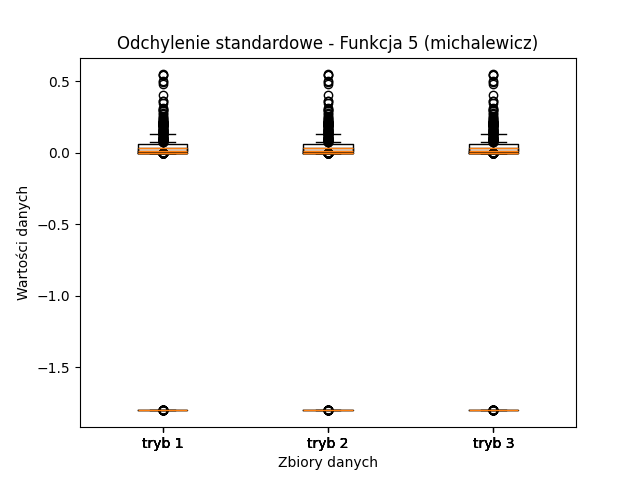 Odchylenie standardowe - Funkcja 5 (michalewicz)
Wartości danych
0.5
0.0
−0.5
−1.0
−1.5
tryb 1 tryb 2 tryb 3
Zbiory danych